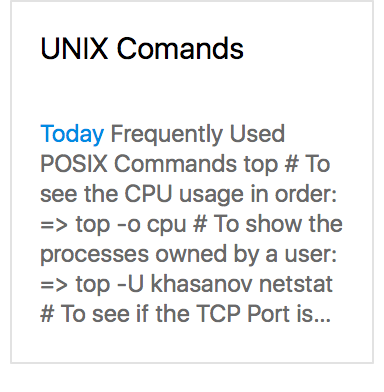 UNIX Comands
Today Frequently Used
POSIX Commands top # To
see the CPU usage in order:
=> top -o cpu # To show the
processes owned by a user:
=> top -U khasanov netstat
# To see if the TCP Port is...